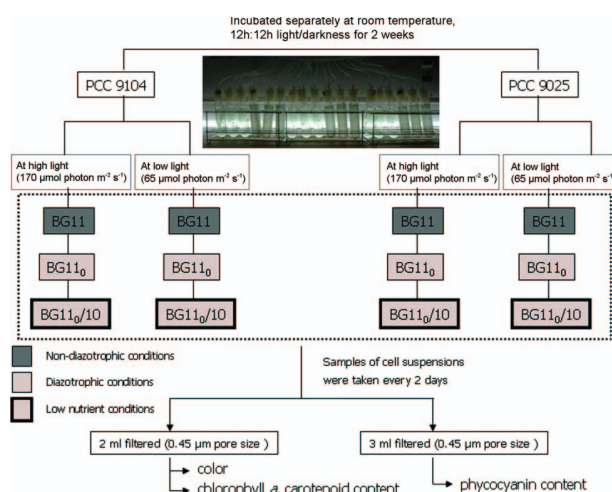 Incubated separately at room temperature,
12h:12h light/darkness for 2 weeks
PCC 9104
PCC 9025
At high light
(170 µmol photon m⁻² s⁻¹)
At low light
(65 µmol photon m⁻² s⁻¹)
At high light
(170 µmol photon m⁻² s⁻¹)
At low light
(65 µmol photon m⁻² s⁻¹)
BG11
BG11
BG11
BG11
BG11₀
BG11₀
BG11₀
BG11₀
BG11₀/10
BG11₀/10
BG11₀/10
BG11₀/10
Non-diazotrophic conditions
Diazotrophic conditions
Low nutrient conditions
Samples of cell suspensions
were taken every 2 days
2 ml filtered (0.45 µm pore size )
3 ml filtered (0.45 µm pore size )
color
chlorophyll a, carotenoid content
phycocyanin content